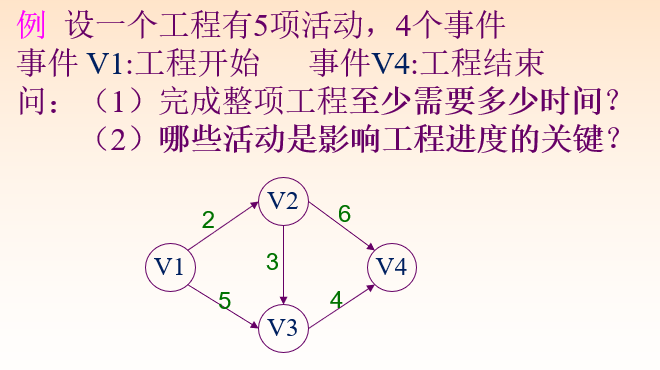 例 设一个工程有5项活动，4个事件
事件 V1:工程开始 事件V4:工程结束
问：（1）完成整项工程至少需要多少时间？
（2）哪些活动是影响工程进度的关键？
V2
2
6
V1
3
V4
5
4
V3